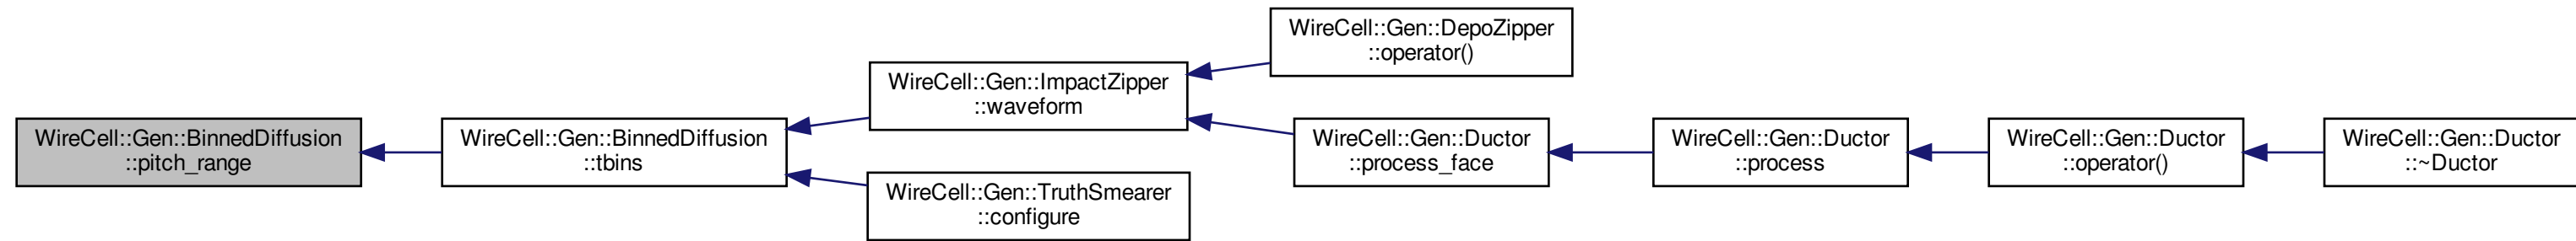 WireCell::Gen::BinnedDiffusion
::pitch_range
WireCell::Gen::BinnedDiffusion
::tbins
WireCell::Gen::ImpactZipper
::waveform
WireCell::Gen::DepoZipper
::operator()
WireCell::Gen::Ductor
::process_face
WireCell::Gen::Ductor
::process
WireCell::Gen::Ductor
::operator()
WireCell::Gen::Ductor
::~Ductor
WireCell::Gen::TruthSmearer
::configure